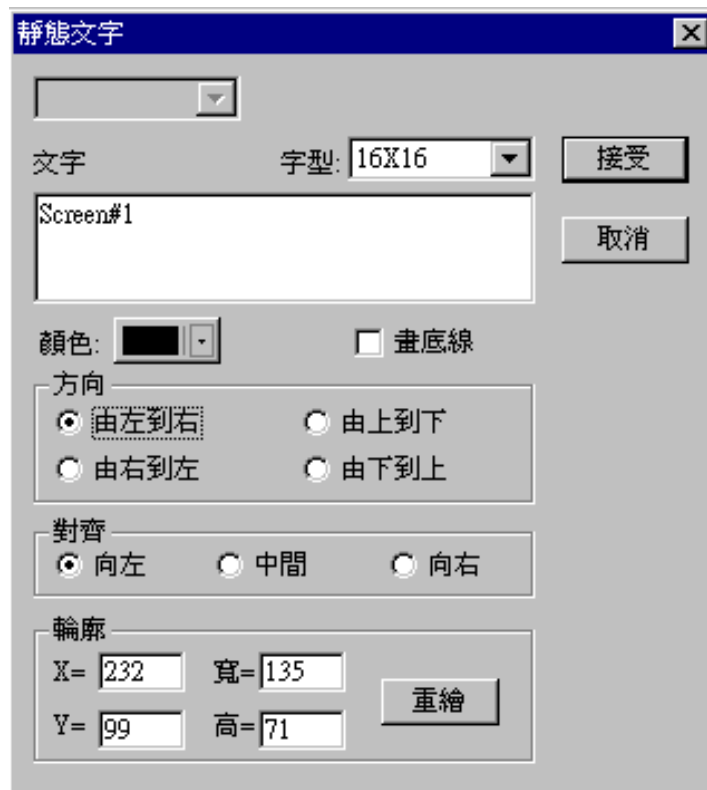 靜態文字
文字 字型: 16X16 接受
Screen#1
取消
顏色: 畫底線
方向
由左到右 由上到下
由右到左 由下到上
對齊
向左 中間 向右
輪廓
X= 232 寬= 135
重繪
Y= 99 高= 71